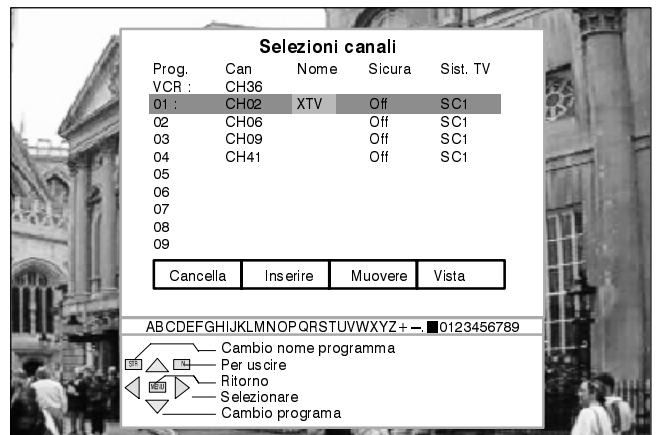 Selezioni canali
Prog. Can Nome Sicura Sist. TV
VCR : CH36
01 : CH02 XTV Off SC1
02 CH06 Off SC1
03 CH09 Off SC1
04 CH41 Off SC1
05
06
07
08
09
Cancella Inserire Muovere Vista
ABCDEFGHIJKLMNOPQRSTUVWXYZ+–.■0123456789
Cambio nome programma
STR N Per uscire
MENU Ritorno
Selezionare
Cambio programa